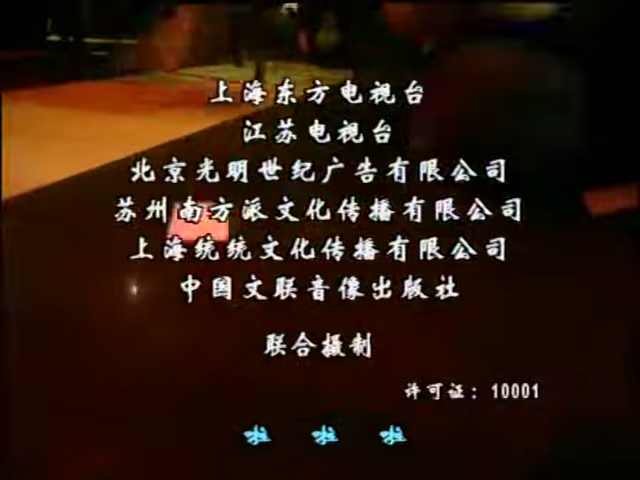 上海东方电视台
江苏电视台
北京光明世纪广告有限公司
苏州南方派文化传播有限公司
上海统统文化传播有限公司
中国文联音像出版社
联合摄制
许可证：10001